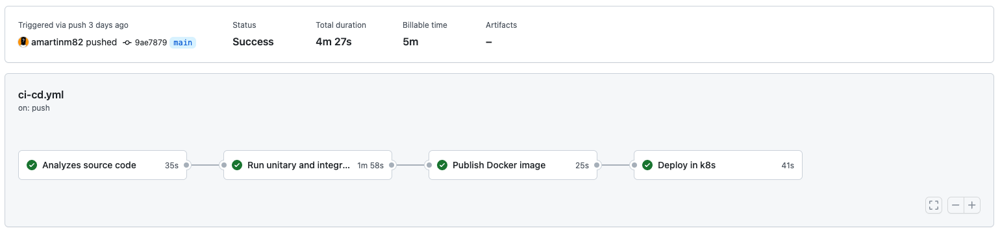 Triggered via push 3 days ago
amartinm82 pushed 9ae7879 main
Status
Success
Total duration
4m 27s
Billable time
5m
Artifacts
–
ci-cd.yml
on: push
Analyzes source code 35s
Run unitary and integr... 1m 58s
Publish Docker image 25s
Deploy in k8s 41s